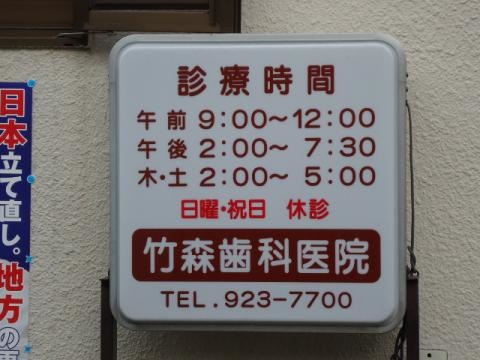 診療時間
午前 9:00～12:00
午後 2:00～ 7:30
木・土 2:00～ 5:00
日曜・祝日 休診
竹森歯科医院
TEL.923-7700
日本立て直し。地方の